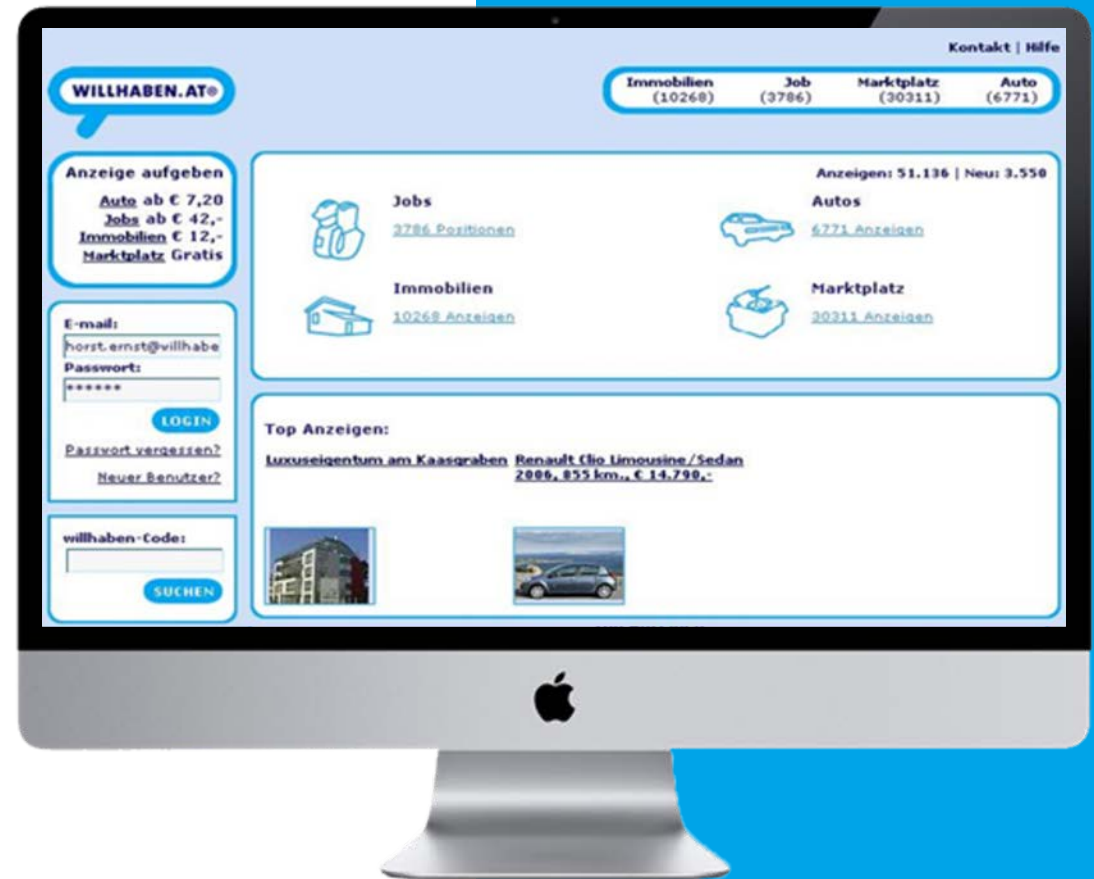 Kontakt | Hilfe
WILLHABEN.AT®
Immobilien Job Marktplatz Auto
(10268) (3786) (30311) (6771)
Anzeige aufgeben
Auto ab € 7,20
Jobs ab € 42,-
Immobilien € 12,-
Marktplatz Gratis
Anzeigen: 51.136 | Neu: 3.550
Jobs
3786 Positionen
Autos
6771 Anzeigen
Immobilien
10268 Anzeigen
Marktplatz
30311 Anzeigen
E-mail:
horst.ernst@willhabe
Passwort:
******
LOGIN
Passwort vergessen?
Neuer Benutzer?
willhaben-Code:
SUCHEN
Top Anzeigen:
Luxuseigentum am Kaasgraben
Renault Clio Limousine/Sedan
2006, 855 km., € 14.790,-